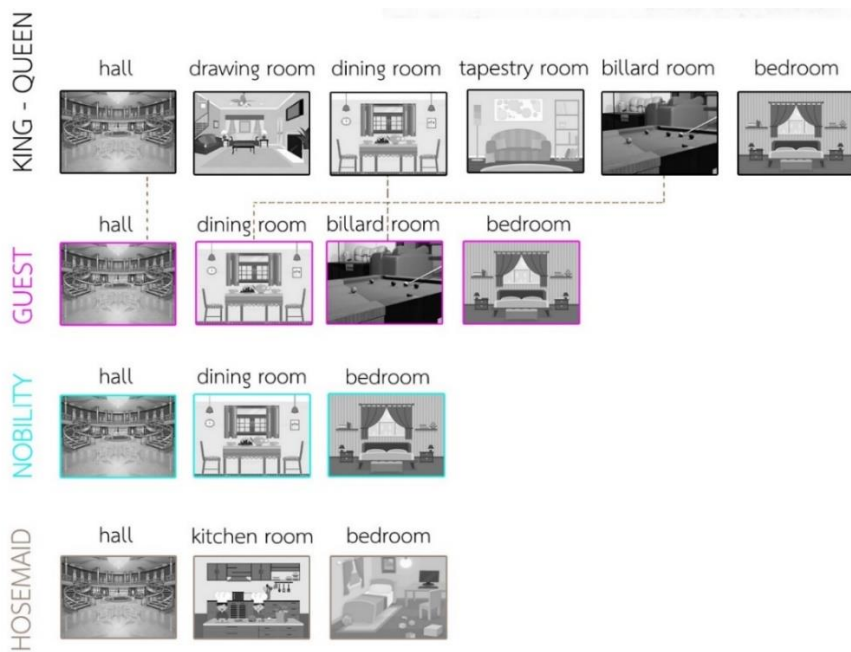 KING - QUEEN
hall drawing room dining room tapestry room billard room bedroom
GUEST
hall dining room billard room bedroom
NOBILITY
hall dining room bedroom
HOSEMAID
hall kitchen room bedroom